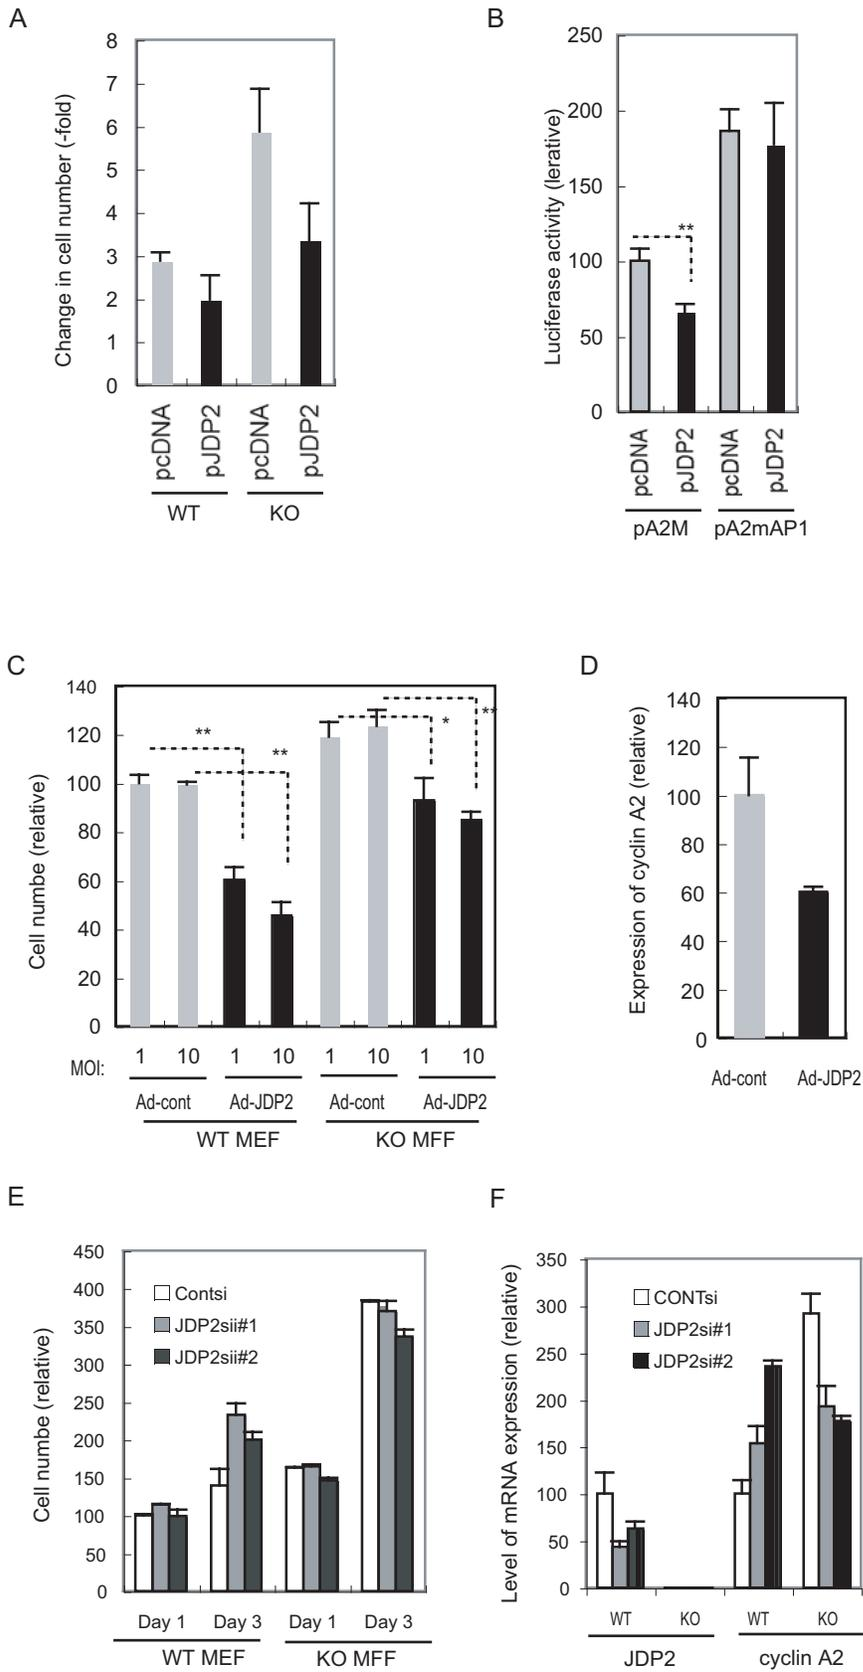 A
8
7
6
5
4
3
2
1
0
Change in cell number (-fold)
pcDNA
pJDP2
pcDNA
pJDP2
WT
KO
B
250
200
150
100
50
0
Luciferase activity (lerative)
**
pcDNA
pJDP2
pcDNA
pJDP2
pA2M
pA2mAP1
C
140
120
100
80
60
40
20
0
Cell numbe (relative)
**
**
*
**
MOI:
1 10 1 10 1 10 1 10
Ad-cont Ad-JDP2 Ad-cont Ad-JDP2
WT MEF KO MFF
D
140
120
100
80
60
40
20
0
Expression of cyclin A2 (relative)
Ad-cont Ad-JDP2
E
450
400
350
300
250
200
150
100
50
0
Cell numbe (relative)
Contsi
JDP2sii#1
JDP2sii#2
Day 1 Day 3 Day 1 Day 3
WT MEF KO MFF
F
350
300
250
200
150
100
50
0
Level of mRNA expression (relative)
CONTsi
JDP2si#1
JDP2si#2
WT KO WT KO
JDP2 cyclin A2